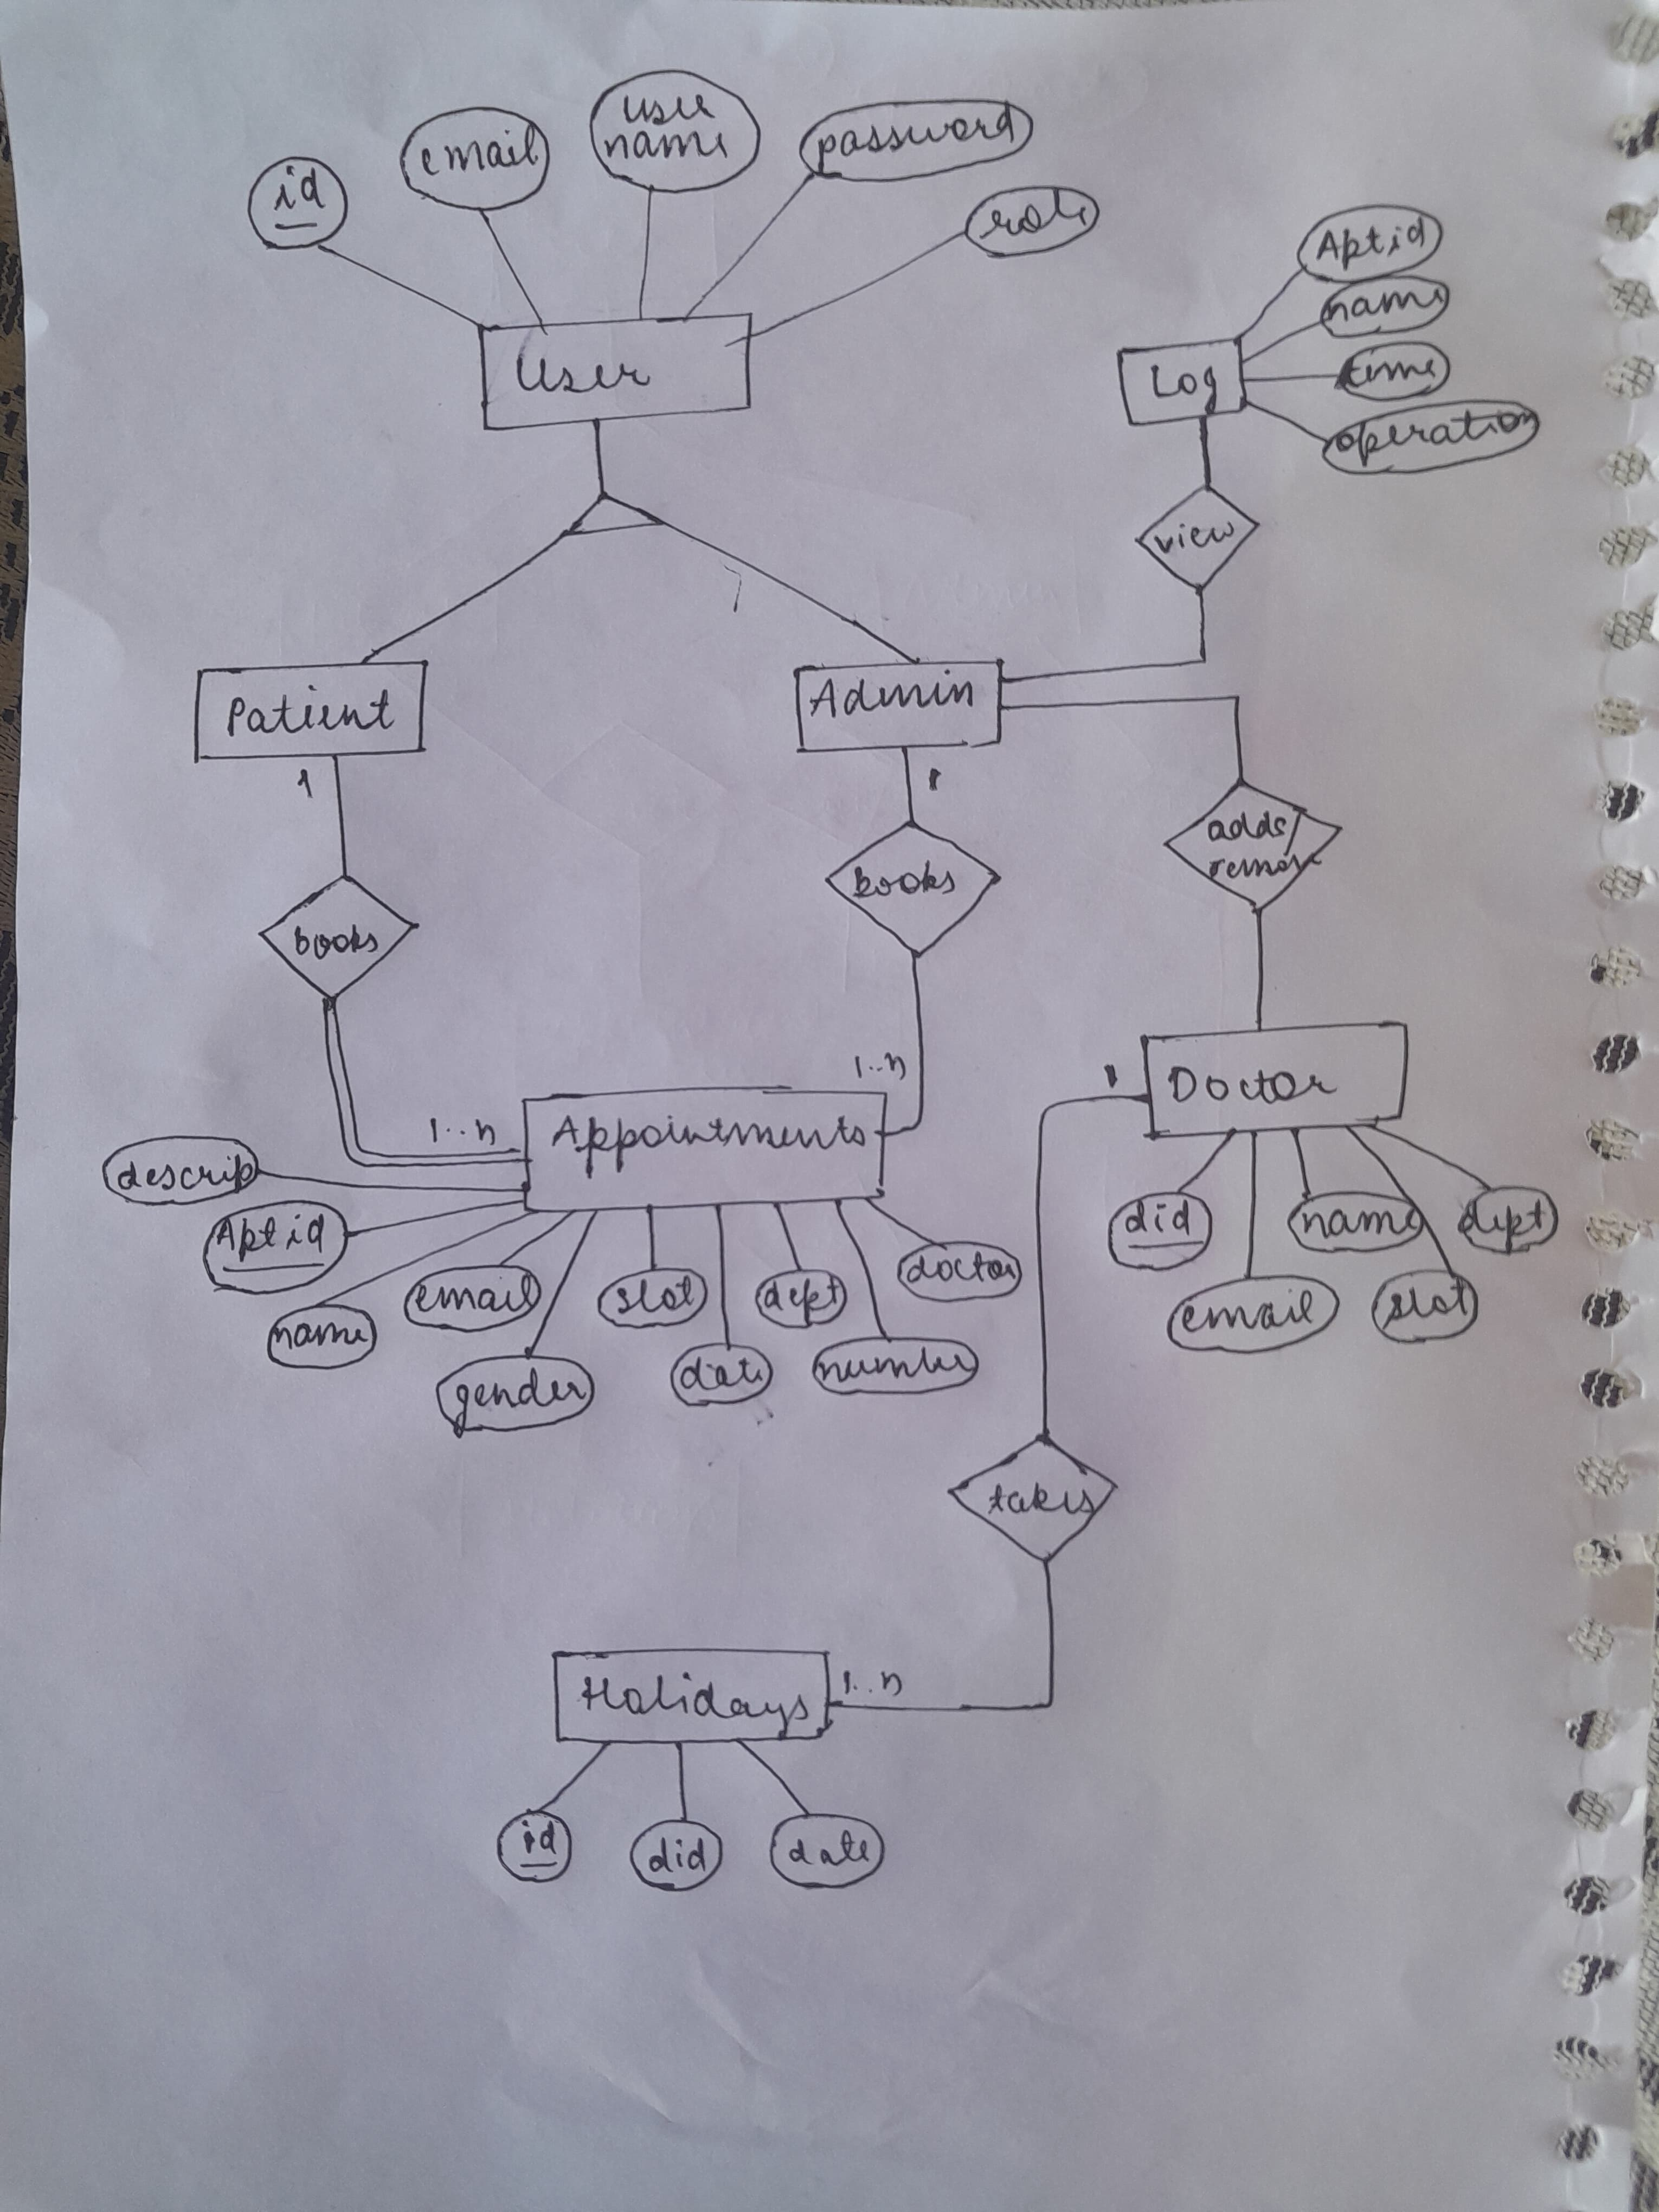 id
email
user
name
password
role
User
Log
Aptid
name
time
operation
view
Patient
Admin
1
1
books
books
adds/
remove
1..n
1..n
Appointments
1
Doctor
descrip
Aptid
name
email
gender
slot
date
dept
number
doctor
did
email
name
slot
dept
takes
Holidays
1..n
id
did
date